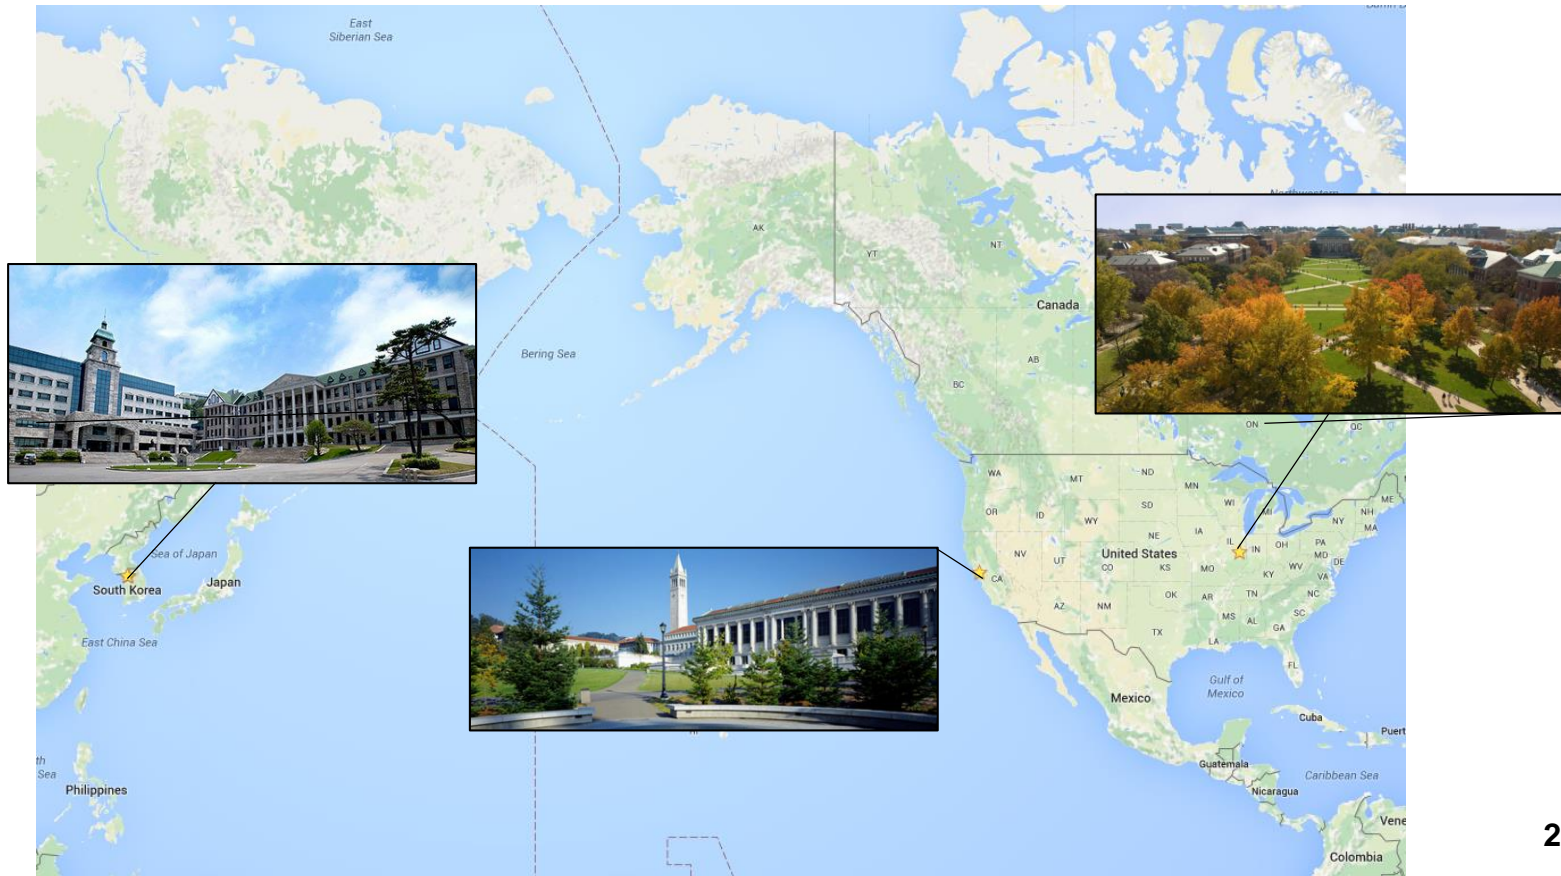 East
Siberian Sea
AK
YT
NT
Canada
Bering Sea
AB
BC
ON
QC
WA
MT
ND
MN
OR
ID
SD
WI
MI
ME
WY
NY
NH
MA
IA
NE
IL
IN
OH
PA
MD
DE
NV
UT
United States
CO
KS
MO
WV
VA
KY
CA
Sea of Japan
South Korea
Japan
AZ
NM
OK
AR
TN
NC
SC
MS
AL
GA
TX
LA
East China Sea
FL
Gulf of
Mexico
Mexico
Cuba
Puert
th
Sea
Philippines
Guatemala
Caribbean Sea
Nicaragua
Vene
Colombia
2